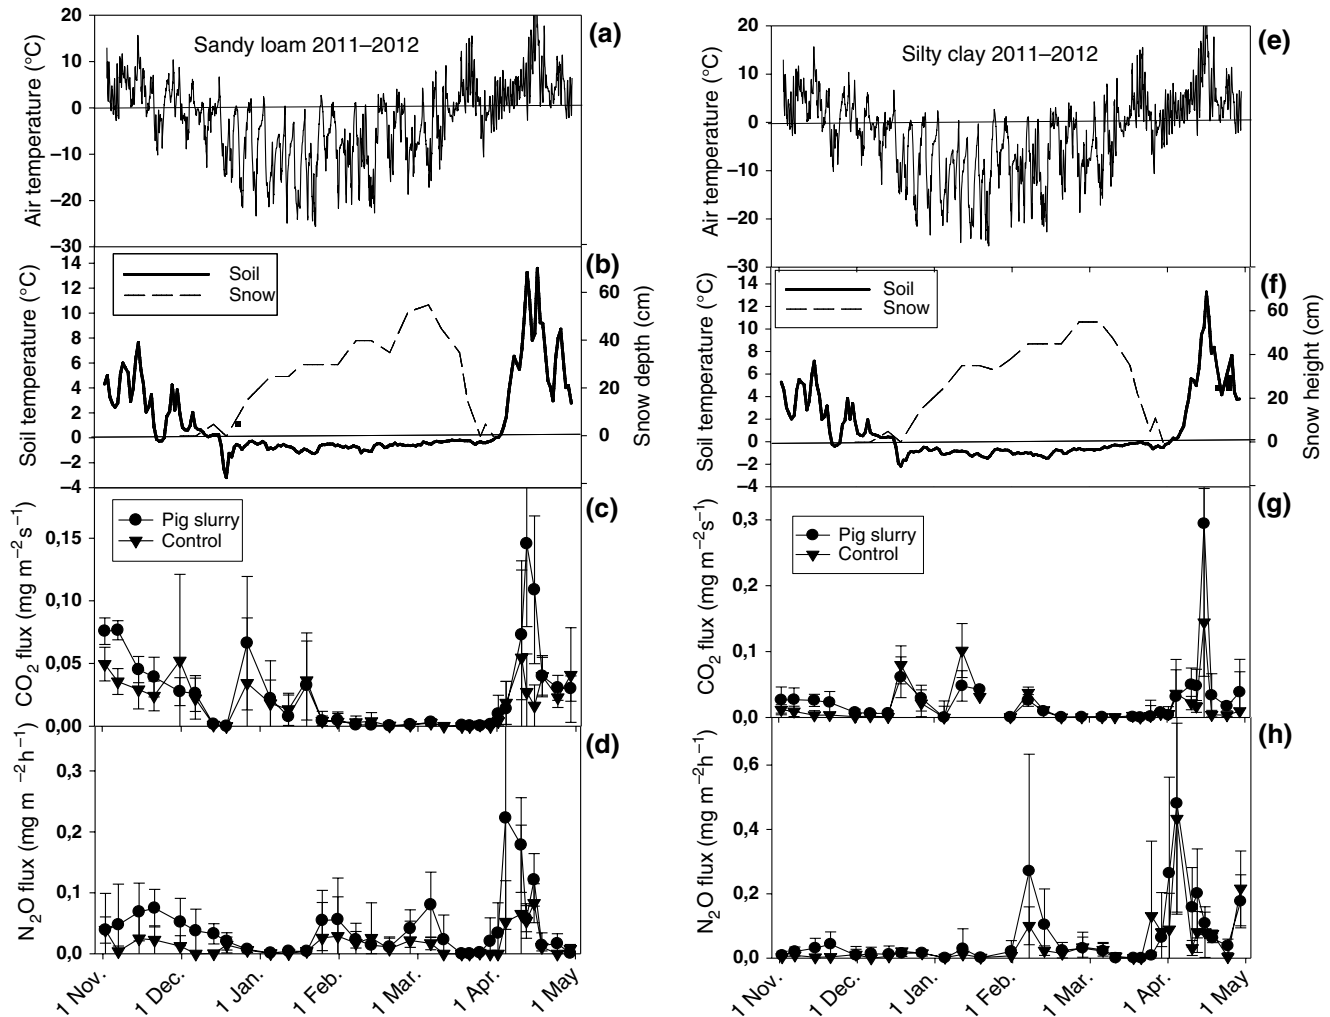 Sandy loam 2011–2012
(a)
Air temperature (°C)
20
10
0
–10
–20
–30
(b)
Soil
Snow
Soil temperature (°C)
14
12
10
8
6
4
2
0
–2
–4
60
40
20
0
Snow depth (cm)
(c)
Pig slurry
Control
CO2 flux (mg m–2s–1)
0,15
0,10
0,05
0,00
(d)
N2O flux (mg m–2h–1)
0,3
0,2
0,1
0,0
1 Nov.
1 Dec.
1 Jan.
1 Feb.
1 Mar.
1 Apr.
1 May
Silty clay 2011–2012
(e)
Air temperature (°C)
20
10
0
–10
–20
–30
(f)
Soil
Snow
Soil temperature (°C)
14
12
10
8
6
4
2
0
–2
–4
60
40
20
0
Snow height (cm)
(g)
Pig slurry
Control
CO2 flux (mg m–2s–1)
0,3
0,2
0,1
0,0
(h)
N2O flux (mg m–2h–1)
0,6
0,4
0,2
0,0
1 Nov.
1 Dec.
1 Jan.
1 Feb.
1 Mar.
1 Apr.
1 May